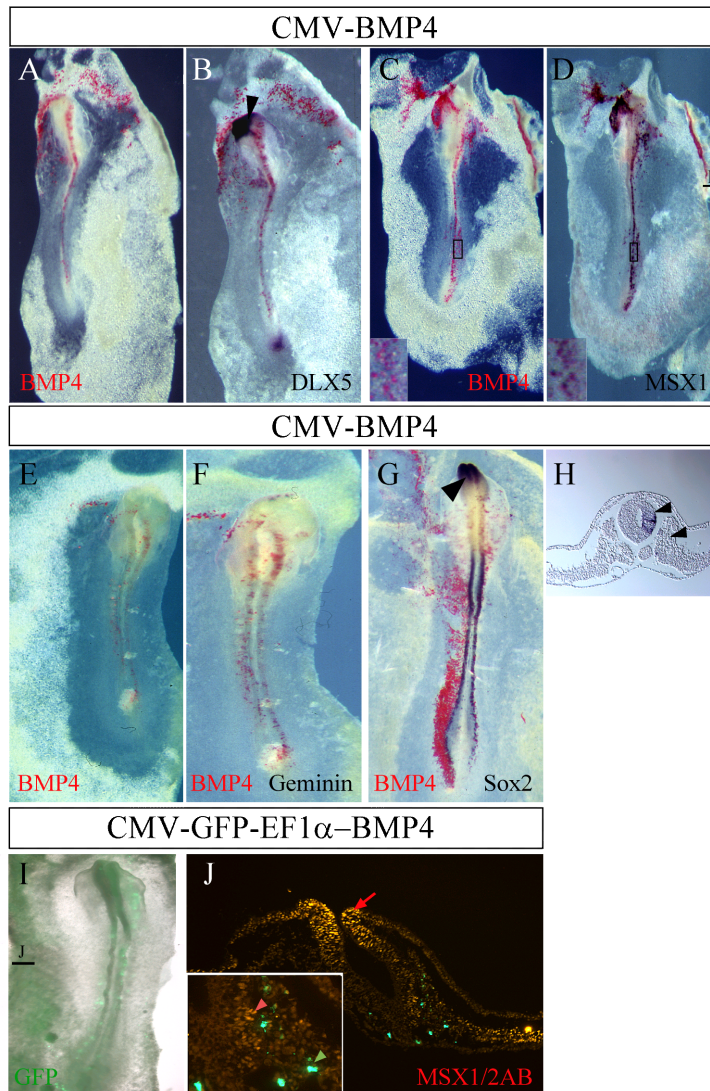 CMV-BMP4
A
B
C
D
BMP4
DLX5
BMP4
MSX1
CMV-BMP4
E
F
G
H
BMP4
BMP4
Geminin
BMP4
Sox2
CMV-GFP-EF1α–BMP4
I
J
J
GFP
MSX1/2AB